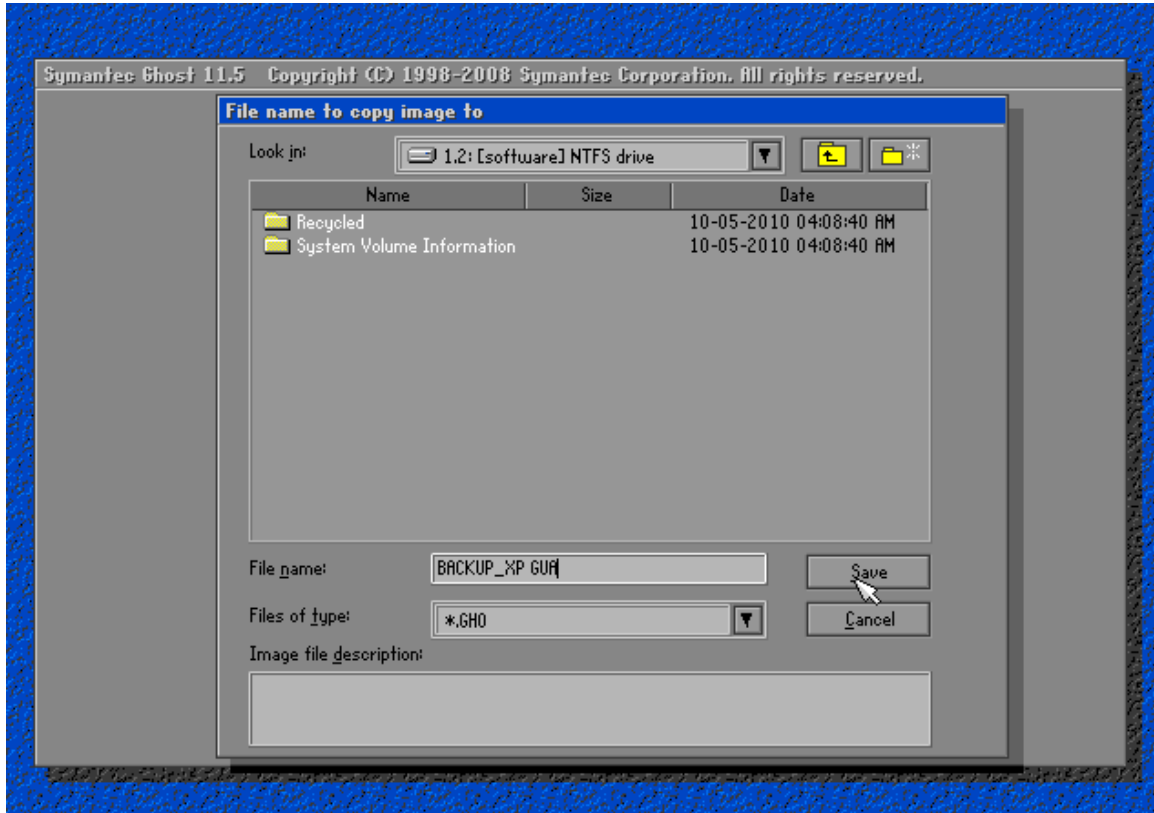 Symantec Ghost 11.5 Copyright (C) 1998-2008 Symantec Corporation. All rights reserved.
File name to copy image to
Look in: 1.2: [software] NTFS drive
Name Size Date
Recycled 10-05-2010 04:08:40 AM
System Volume Information 10-05-2010 04:08:40 AM
File name: BACKUP_XP GUA Save
Files of type: *.GHO Cancel
Image file description: